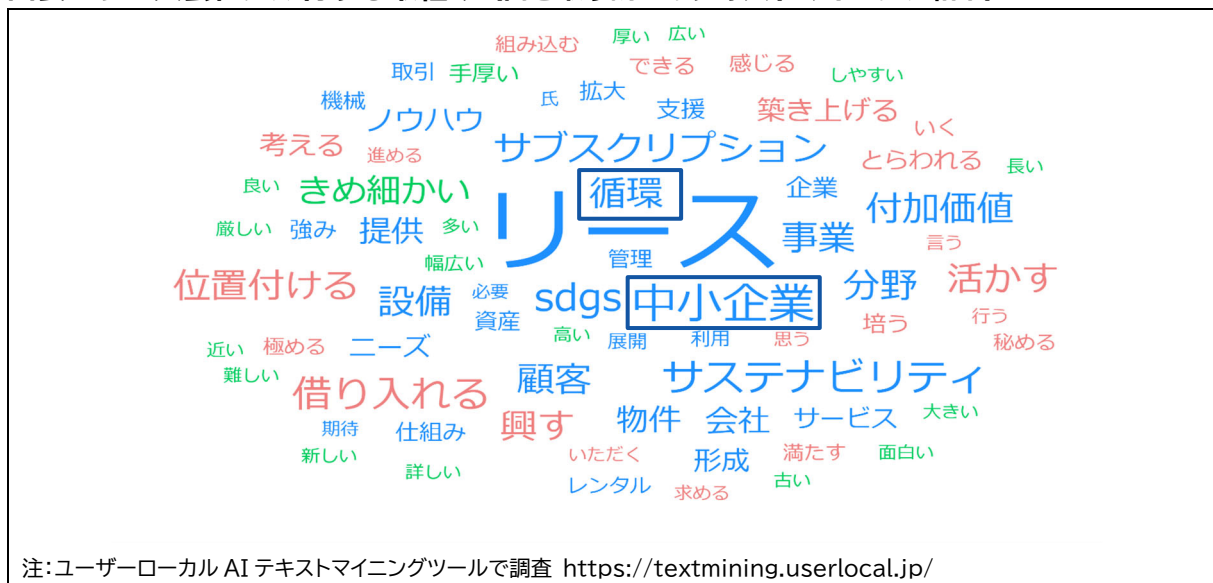 組み込む 厚い 広い
取引 手厚い できる 感じる しやすい
機械 ノウハウ 氏 拡大 支援 築き上げる いく
考える 進める サブスクリプション とらわれる 長い
良い きめ細かい リース 循環 企業 付加価値
厳しい 強み 提供 多い 事業 言う
幅広い 管理
位置付ける 設備 必要 sdgs 中小企業 分野 活かす
資産 培う 行う
近い 極める ニーズ 高い 展開 利用 思う 秘める
難しい 借り入れる 顧客 サステナビリティ
期待 仕組み 興す 物件 会社 サービス 大きい
新しい 詳しい いただく 形成 満たす 面白い
レンタル 求める 古い
注:ユーザーローカル AI テキストマイニングツールで調査 https://textmining.userlocal.jp/